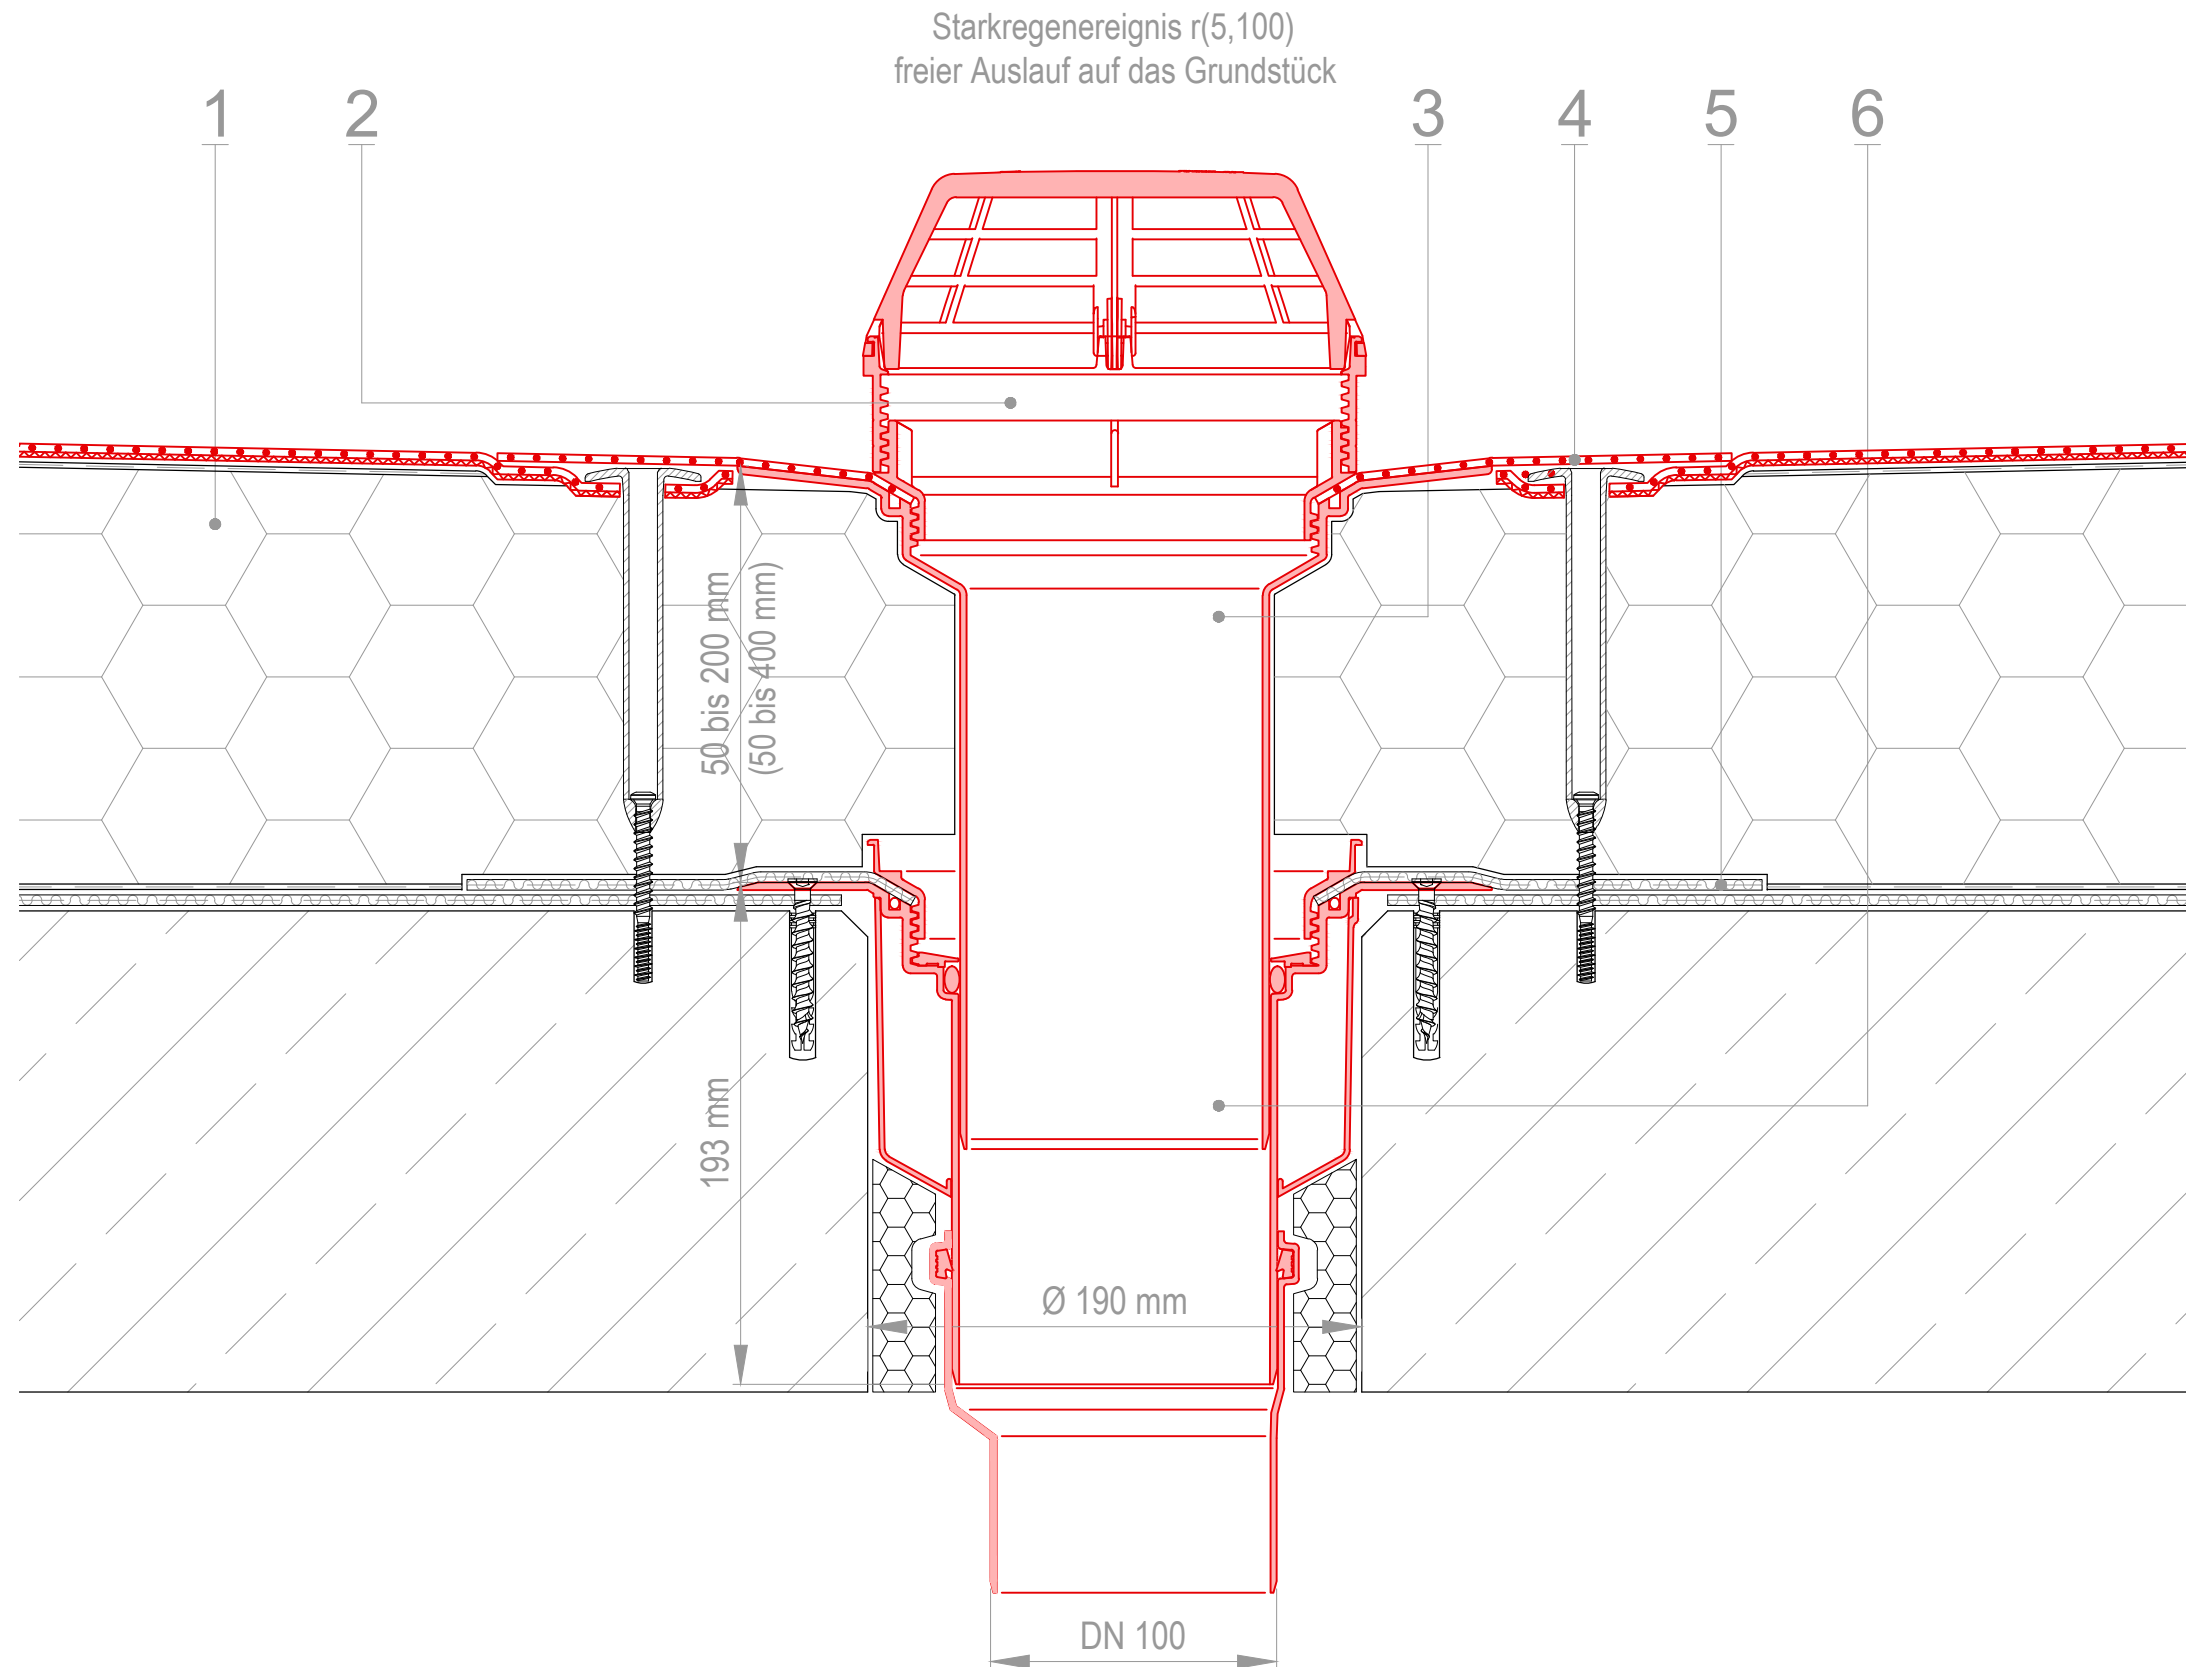 Starkregenereignis r(5,100)
freier Auslauf auf das Grundstück
1 2 3 4 5 6
50 bis 200 mm
(50 bis 400 mm)
193 mm
Ø 190 mm
DN 100